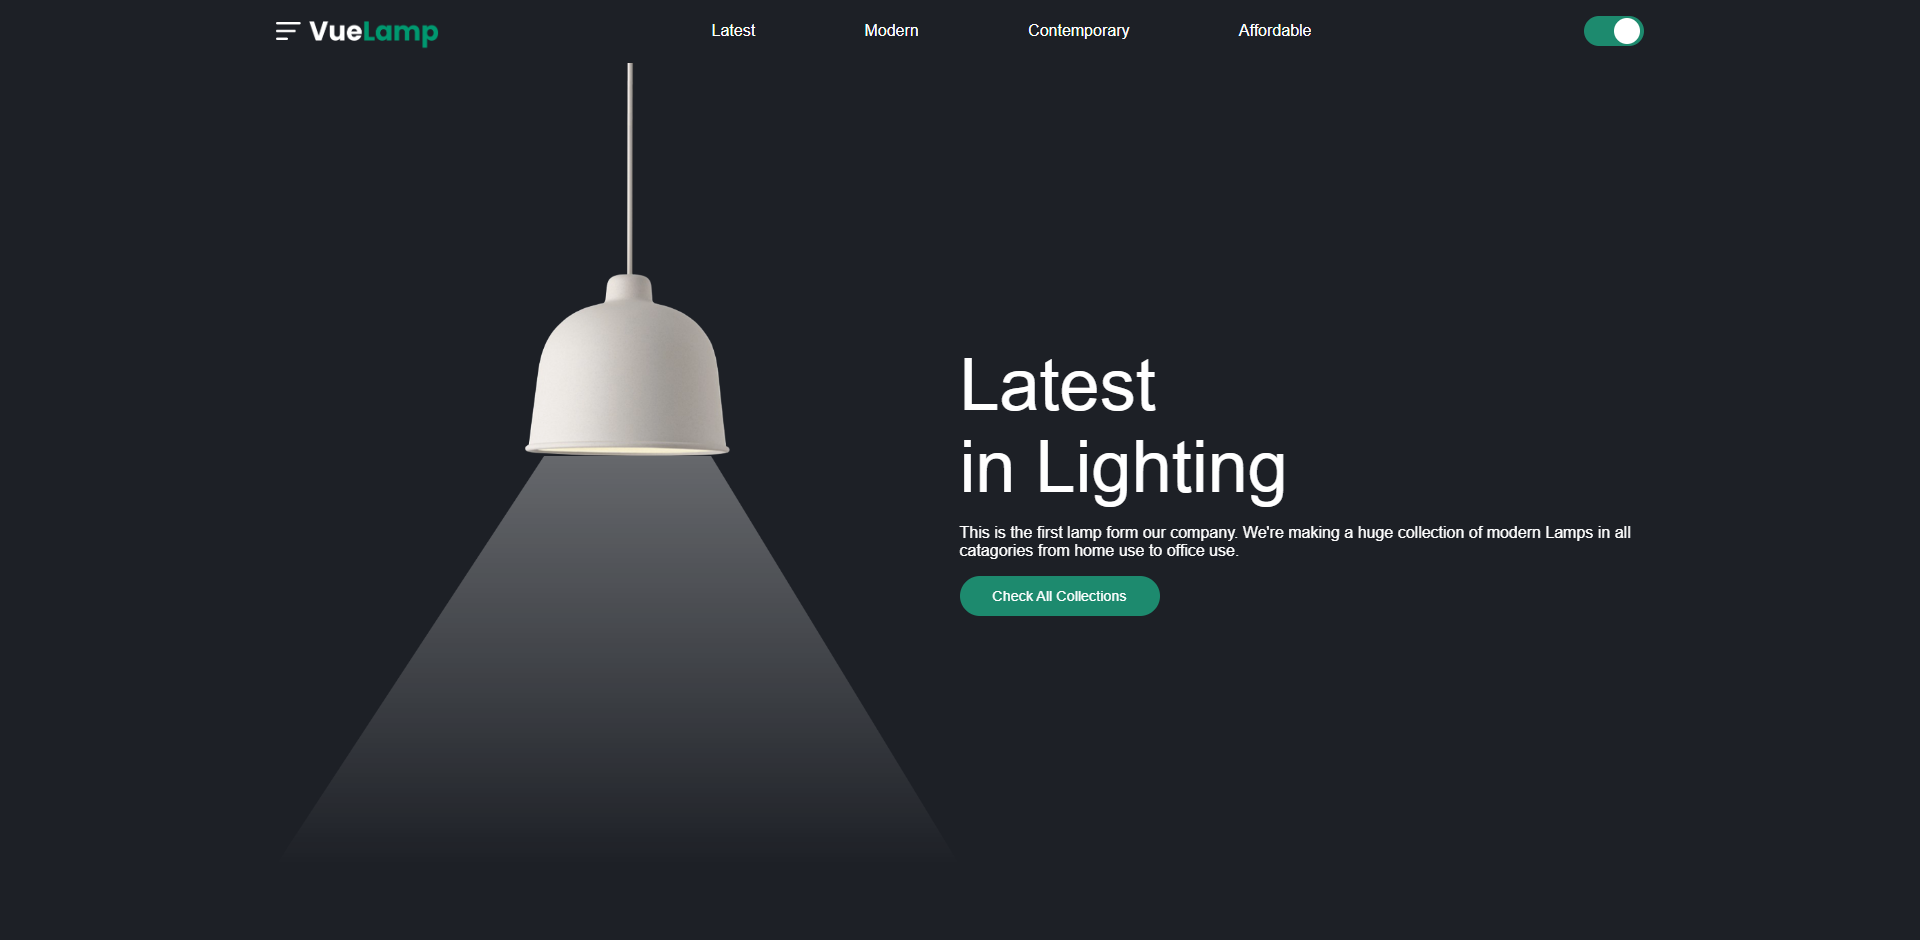 VueLamp
Latest
Modern
Contemporary
Affordable
Latest
in Lighting
This is the first lamp form our company. We're making a huge collection of modern Lamps in all
catagories from home use to office use.
Check All Collections